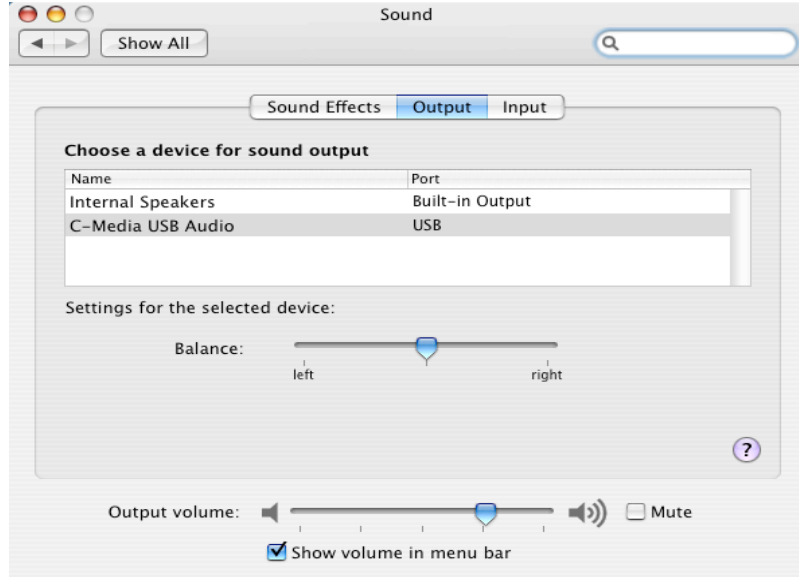 Sound
Show All
Sound Effects Output Input
Choose a device for sound output
Name Port
Internal Speakers Built-in Output
C-Media USB Audio USB
Settings for the selected device:
Balance:
left right
?
Output volume: Mute
Show volume in menu bar